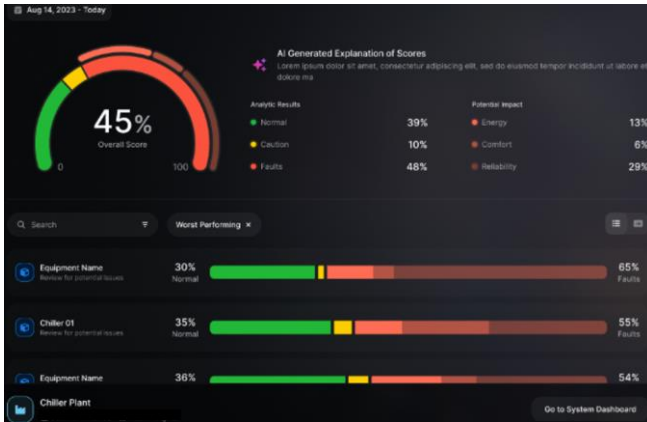 Aug 14, 2023 - Today
AI Generated Explanation of Scores
Lorem ipsum dolor sit amet, consectetur adipiscing elit, sed do eiusmod tempor incididunt ut labore et
dolore ma
45%
Overall Score
0
100
Analytic Results
Normal 39%
Caution 10%
Faults 48%
Potential Impact
Energy 13%
Comfort 6%
Reliability 29%
Search
Worst Performing ×
Equipment Name
Review for potential issues
30%
Normal
65%
Faults
Chiller 01
Review for potential issues
35%
Normal
55%
Faults
Equipment Name
36%
54%
Chiller Plant
Go to System Dashboard